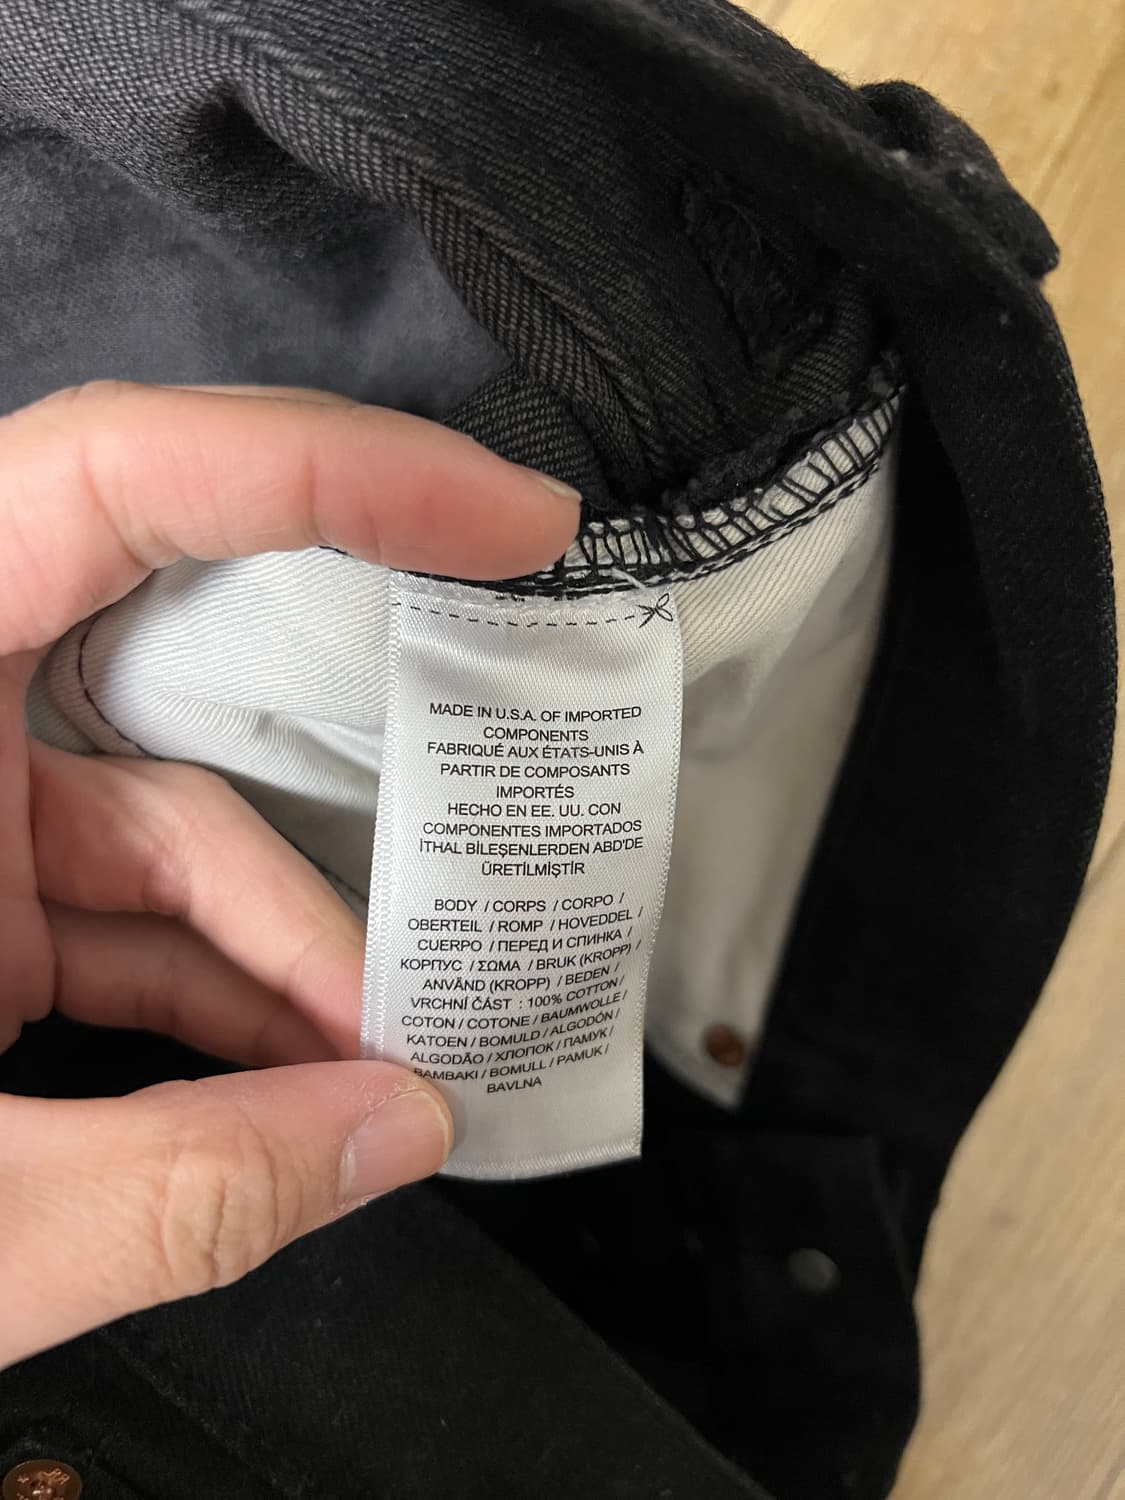 MADE IN U.S.A. OF IMPORTED
COMPONENTS
FABRIQUÉ AUX ÉTATS-UNIS À
PARTIR DE COMPOSANTS
IMPORTÉS
HECHO EN EE. UU. CON
COMPONENTES IMPORTADOS
İTHAL BİLEŞENLERDEN ABD'DE
ÜRETİLMİŞTİR
BODY / CORPS / CORPO /
OBERTEIL / ROMP / HOVEDDEL /
CUERPO / ПЕРЕД И СПИНКА /
КОРПУС / ΣΩΜΑ / BRUK (KROPP) /
ANVÄND (KROPP) / BEDEN /
VRCHNÍ ČÁST : 100% COTTON /
COTON / COTONE / BAUMWOLLE /
KATOEN / BOMULD / ALGODÓN /
ALGODÃO / ХЛОПОК / ПАМУК /
BAMBAKI / BOMULL / PAMUK /
BAVLNA